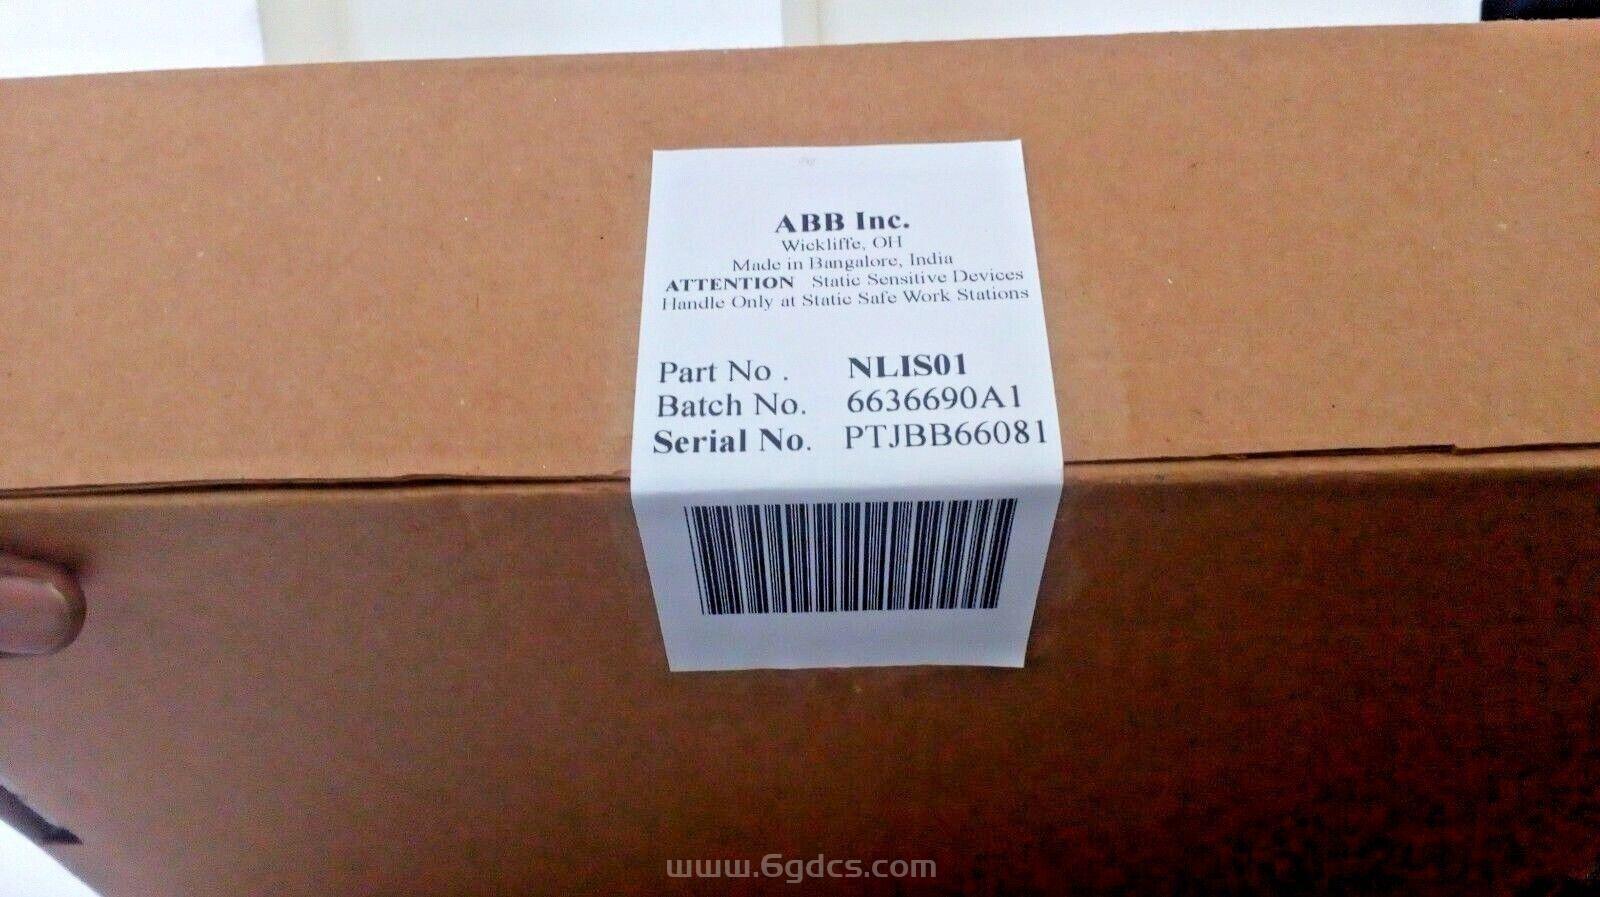 ABB Inc.
Wickliffe, OH
Made in Bangalore, India
ATTENTION Static Sensitive Devices
Handle Only at Static Safe Work Stations
Part No . NLIS01
Batch No. 6636690A1
Serial No. PTJBB66081
www.6gdcs.com